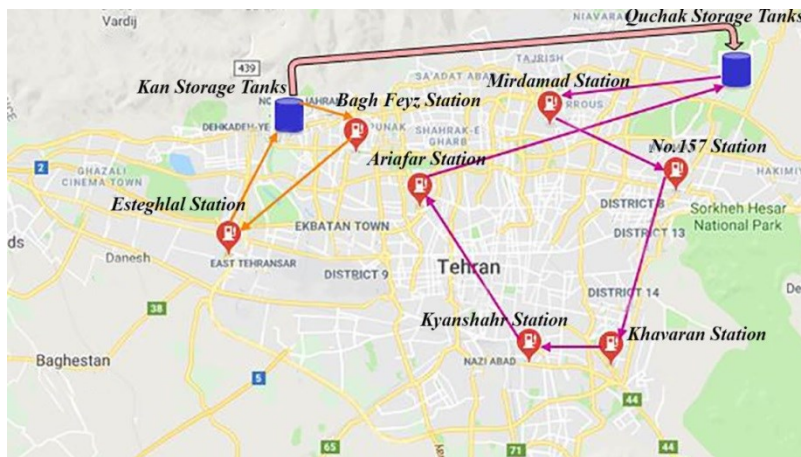 Vardij
NIAVARAN
Quchak Storage Tanks
439
TAJRISH
SA'ADAT ABAD
Kan Storage Tanks
Mirdamad Station
Bagh Feyz Station
DEHKADEH-YE
PUNAK
SHAHRAK-E
GHARB
No.157 Station
2
GHAZALI
CINEMA TOWN
Ariafar Station
HAKIMIY
Esteghlal Station
DISTRICT 8
Sorkheh Hesar
National Park
EKBATAN TOWN
DISTRICT 13
Danesh
EAST TEHRANSAR
DISTRICT 9
Tehran
DISTRICT 14
38
Kyanshahr Station
Khavaran Station
Baghestan
NAZI ABAD
5
44
44
65
71